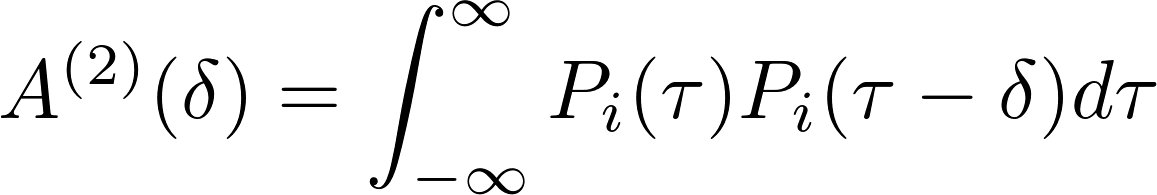 A^{(2)}(\delta) = \int_{-\infty}^{\infty} P_i(\tau) P_i(\tau - \delta) d\tau